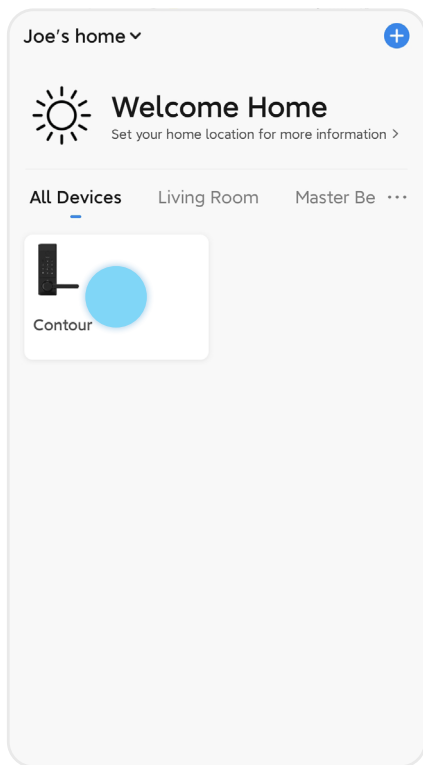 Joe's home
Welcome Home
Set your home location for more information >
All Devices Living Room Master Be ···
Contour